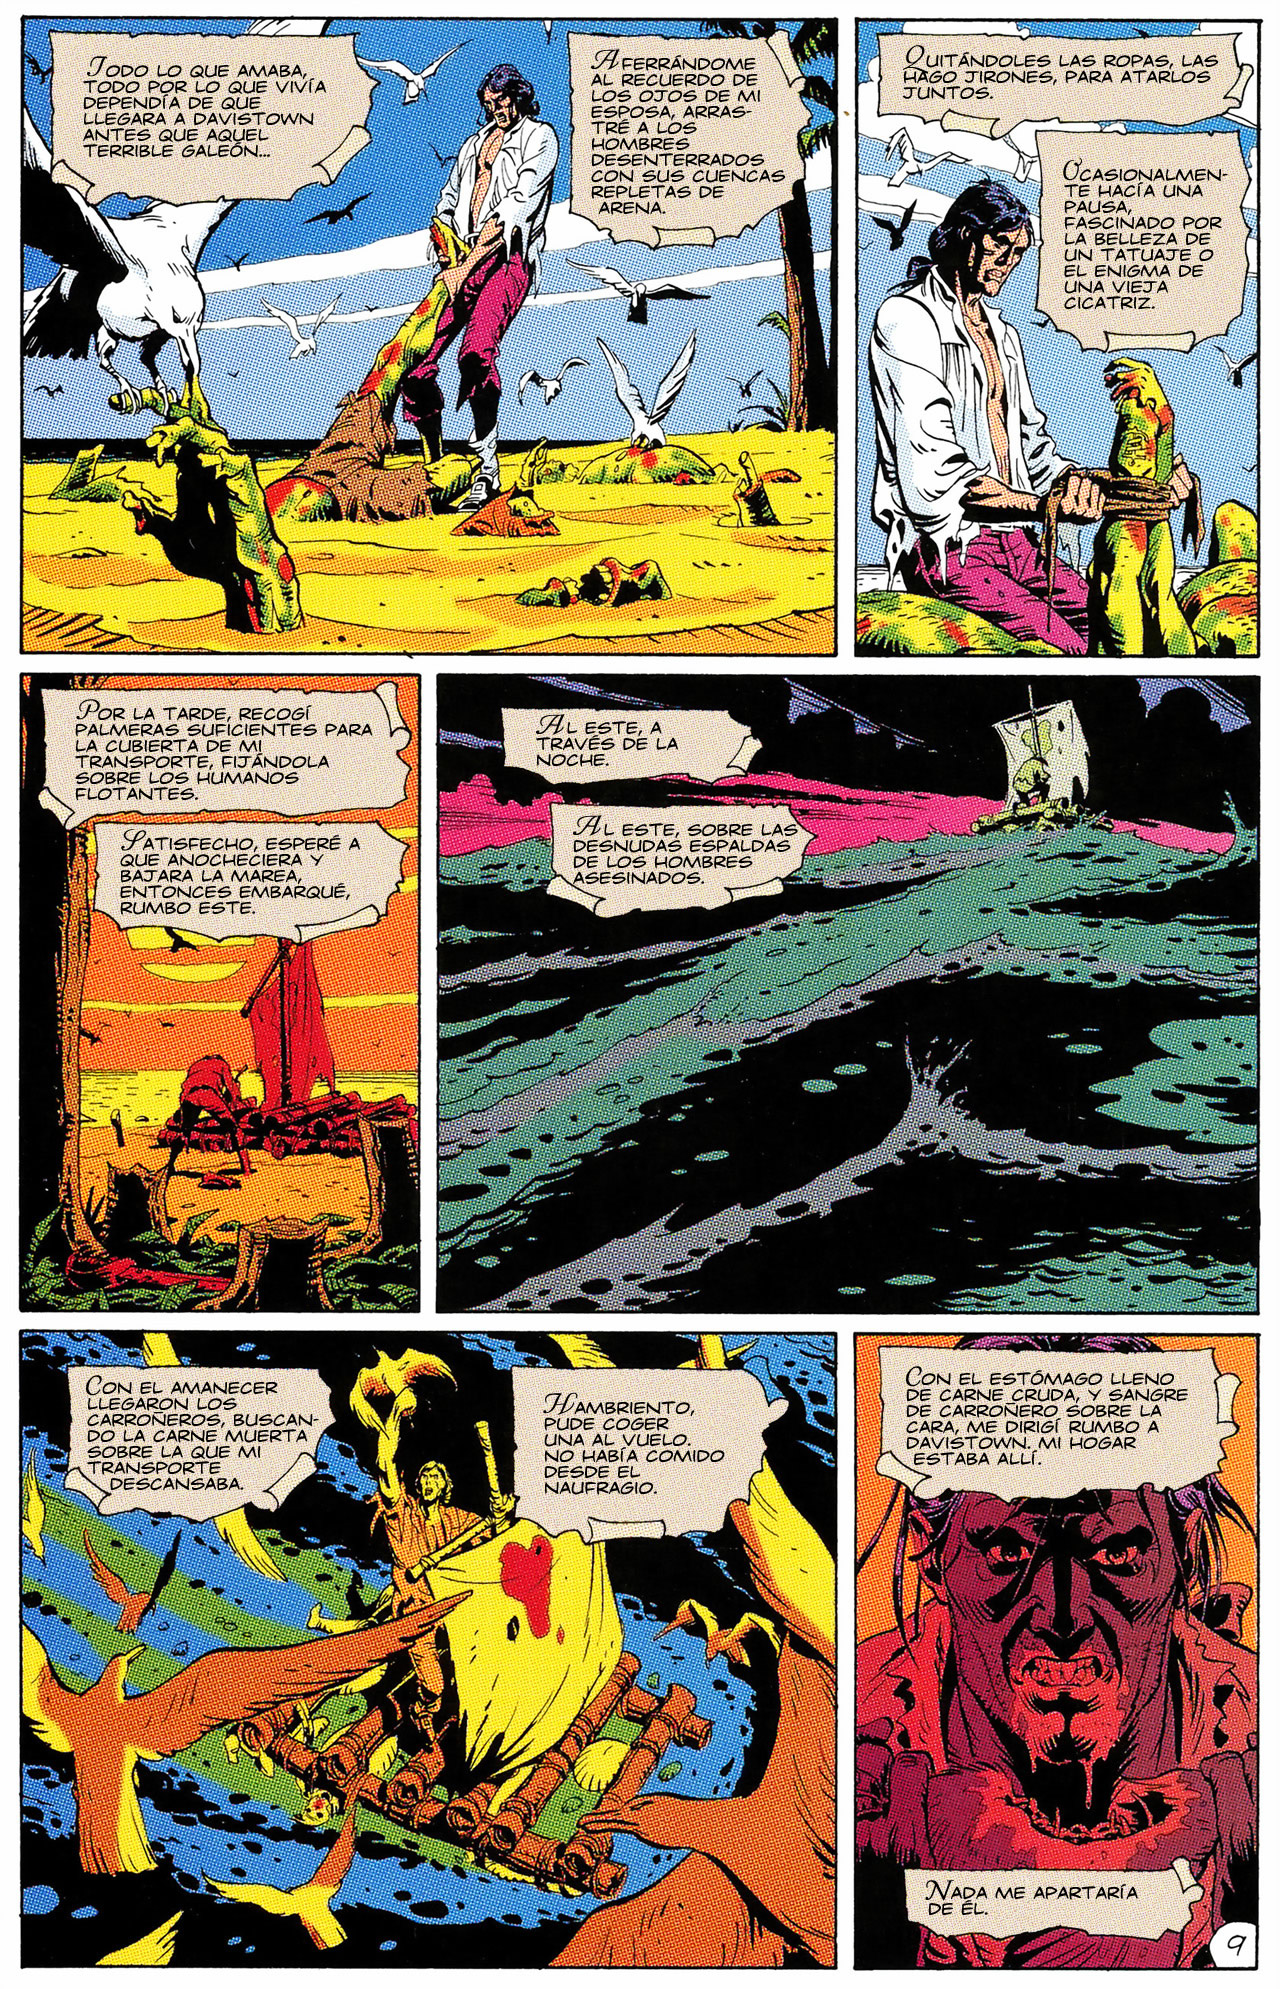 TODO LO QUE AMABA,
TODO POR LO QUE VIVÍA
DEPENDÍA DE QUE
LLEGARA A DAVISTOWN
ANTES QUE AQUEL
TERRIBLE GALEÓN...
AFERRÁNDOME
AL RECUERDO DE
LOS OJOS DE MI
ESPOSA, ARRAS-
TRÉ A LOS
HOMBRES
DESENTERRADOS
CON SUS CUENCAS
REPLETAS DE
ARENA.
QUITÁNDOLES LAS ROPAS, LAS
HAGO JIRONES, PARA ATARLOS
JUNTOS.
OCASIONALMEN-
TE HACÍA UNA
PAUSA,
FASCINADO POR
LA BELLEZA DE
UN TATUAJE O
EL ENIGMA DE
UNA VIEJA
CICATRIZ.
POR LA TARDE, RECOGÍ
PALMERAS SUFICIENTES PARA
LA CUBIERTA DE MI
TRANSPORTE, FIJÁNDOLA
SOBRE LOS HUMANOS
FLOTANTES.
SATISFECHO, ESPERÉ A
QUE ANOCHECIERA Y
BAJARA LA MAREA,
ENTONCES EMBARQUÉ,
RUMBO ESTE.
AL ESTE, A
TRAVÉS DE LA
NOCHE.
AL ESTE, SOBRE LAS
DESNUDAS ESPALDAS
DE LOS HOMBRES
ASESINADOS.
CON EL AMANECER
LLEGARON LOS
CARROÑEROS, BUSCAN-
DO LA CARNE MUERTA
SOBRE LA QUE MI
TRANSPORTE
DESCANSABA.
HAMBRIENTO,
PUDE COGER
UNA AL VUELO.
NO HABÍA COMIDO
DESDE EL
NAUFRAGIO.
CON EL ESTÓMAGO LLENO
DE CARNE CRUDA, Y SANGRE
DE CARROÑERO SOBRE LA
CARA, ME DIRIGÍ RUMBO A
DAVISTOWN. MI HOGAR
ESTABA ALLÍ.
NADA ME APARTARÍA
DE ÉL.
9